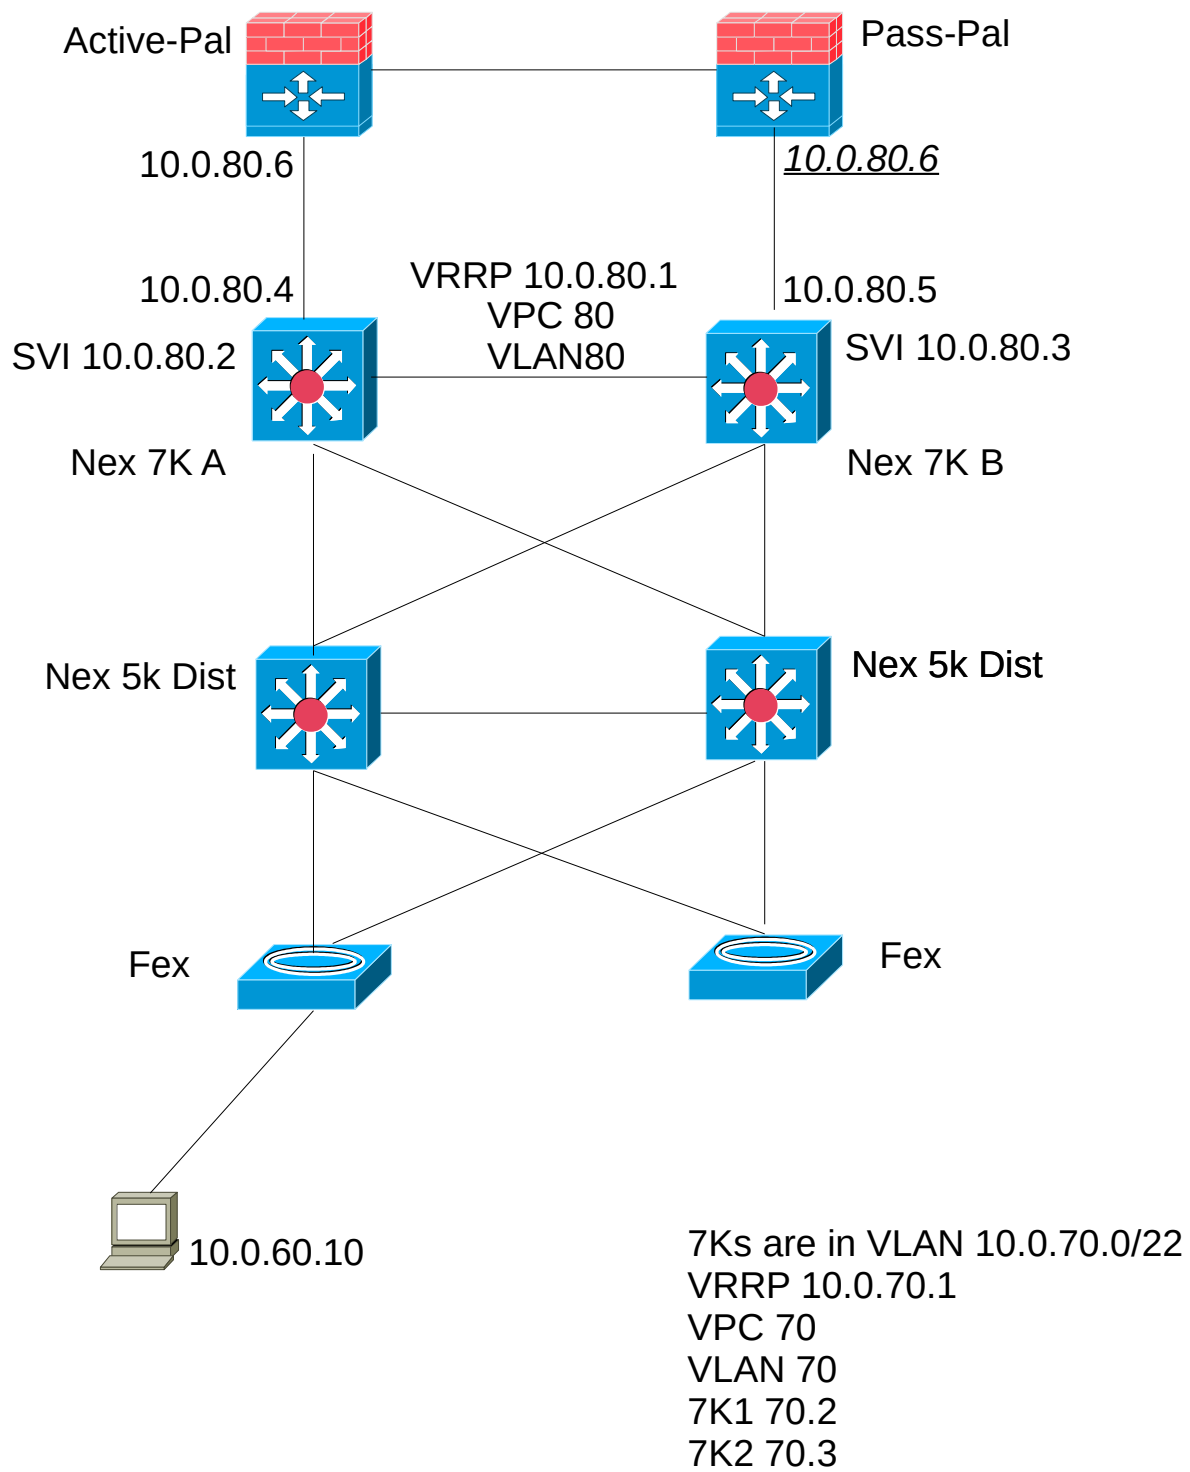 Active-Pal
Pass-Pal
10.0.80.6
10.0.80.6
10.0.80.4
VRRP 10.0.80.1
VPC 80
VLAN80
10.0.80.5
SVI 10.0.80.2
SVI 10.0.80.3
Nex 7K A
Nex 7K B
Nex 5k Dist
Nex 5k Dist
Fex
Fex
10.0.60.10
7Ks are in VLAN 10.0.70.0/22
VRRP 10.0.70.1
VPC 70
VLAN 70
7K1 70.2
7K2 70.3